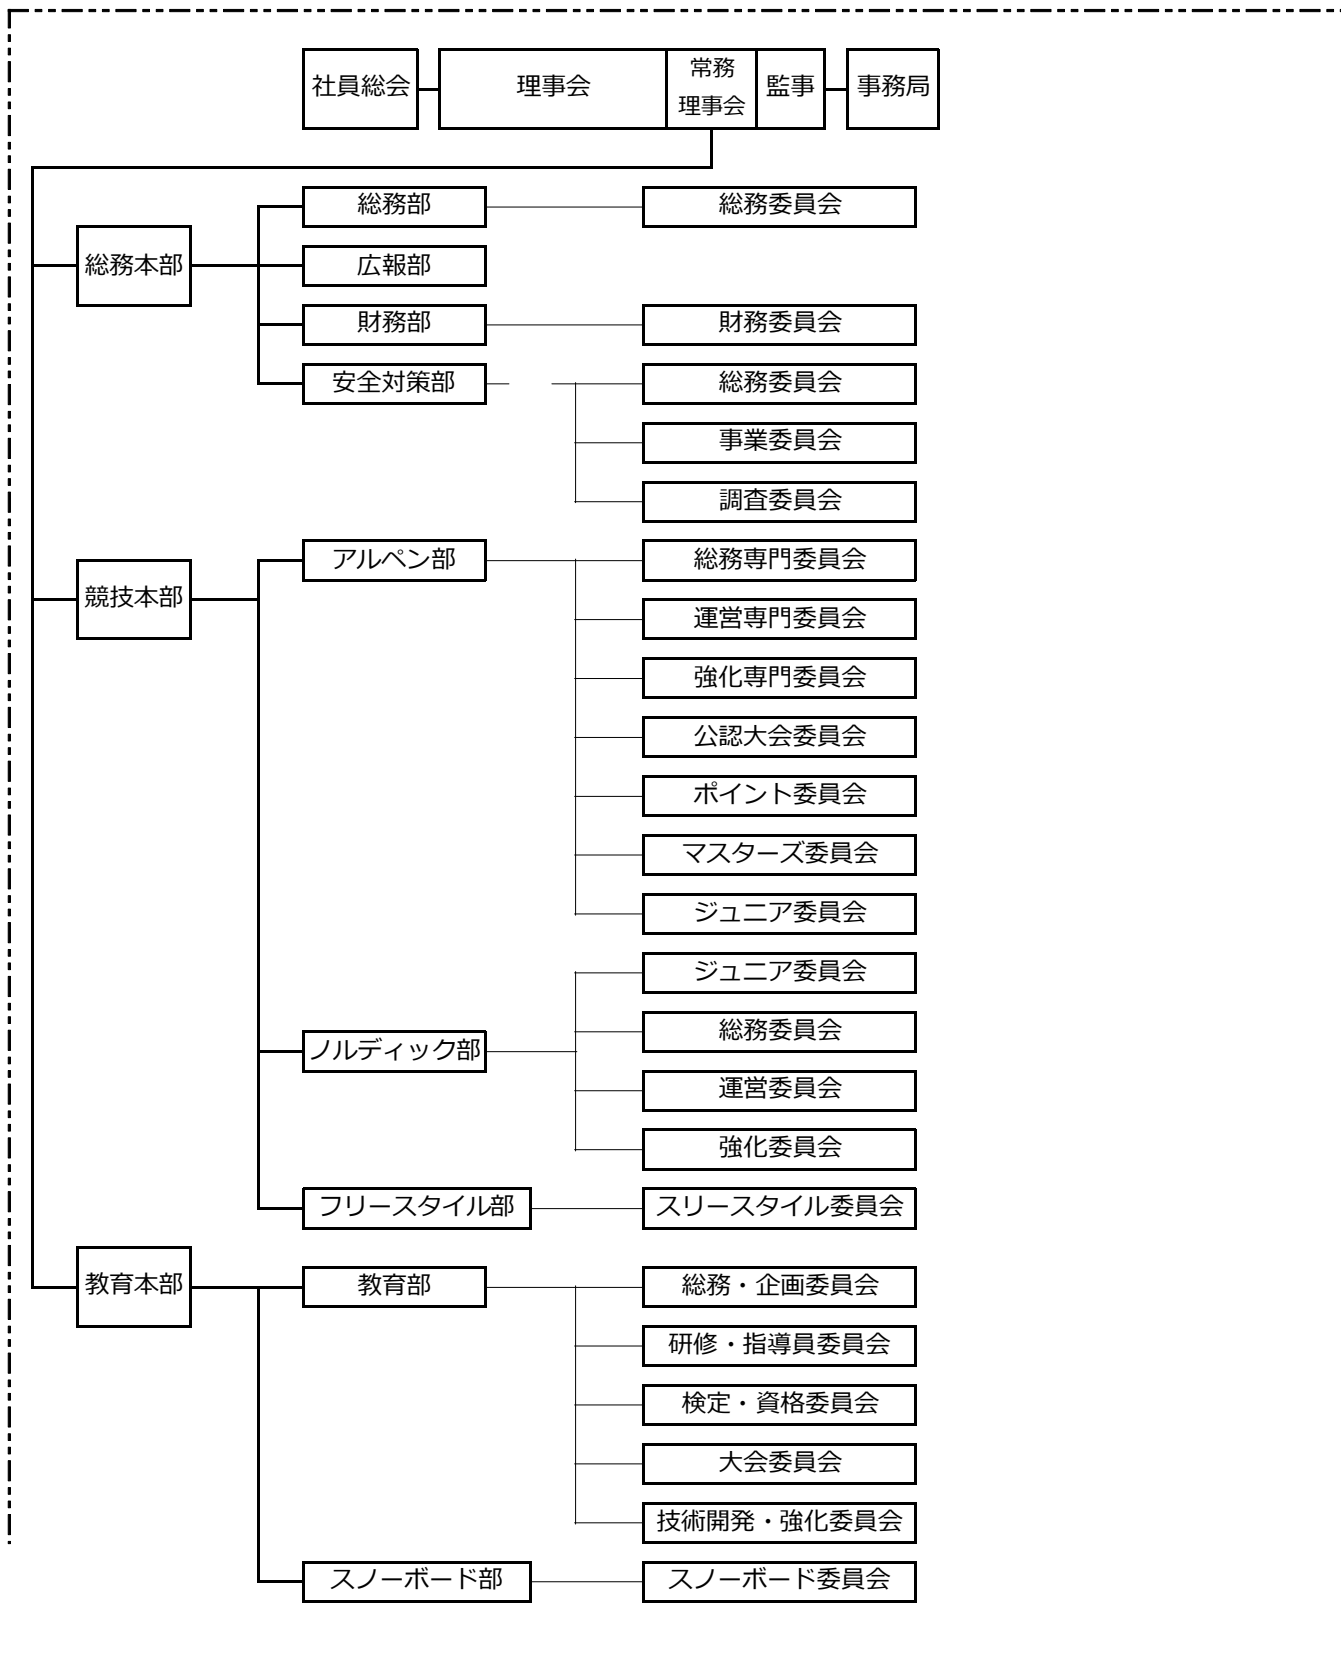 社員総会
理事会
常務
理事会
監事
事務局
総務部
総務委員会
総務本部
広報部
財務部
財務委員会
安全対策部
総務委員会
事業委員会
調査委員会
競技本部
アルペン部
総務専門委員会
運営専門委員会
強化専門委員会
公認大会委員会
ポイント委員会
マスターズ委員会
ジュニア委員会
ジュニア委員会
総務委員会
ノルディック部
運営委員会
強化委員会
フリースタイル部
スリースタイル委員会
教育本部
教育部
総務・企画委員会
研修・指導員委員会
検定・資格委員会
大会委員会
技術開発・強化委員会
スノーボード部
スノーボード委員会